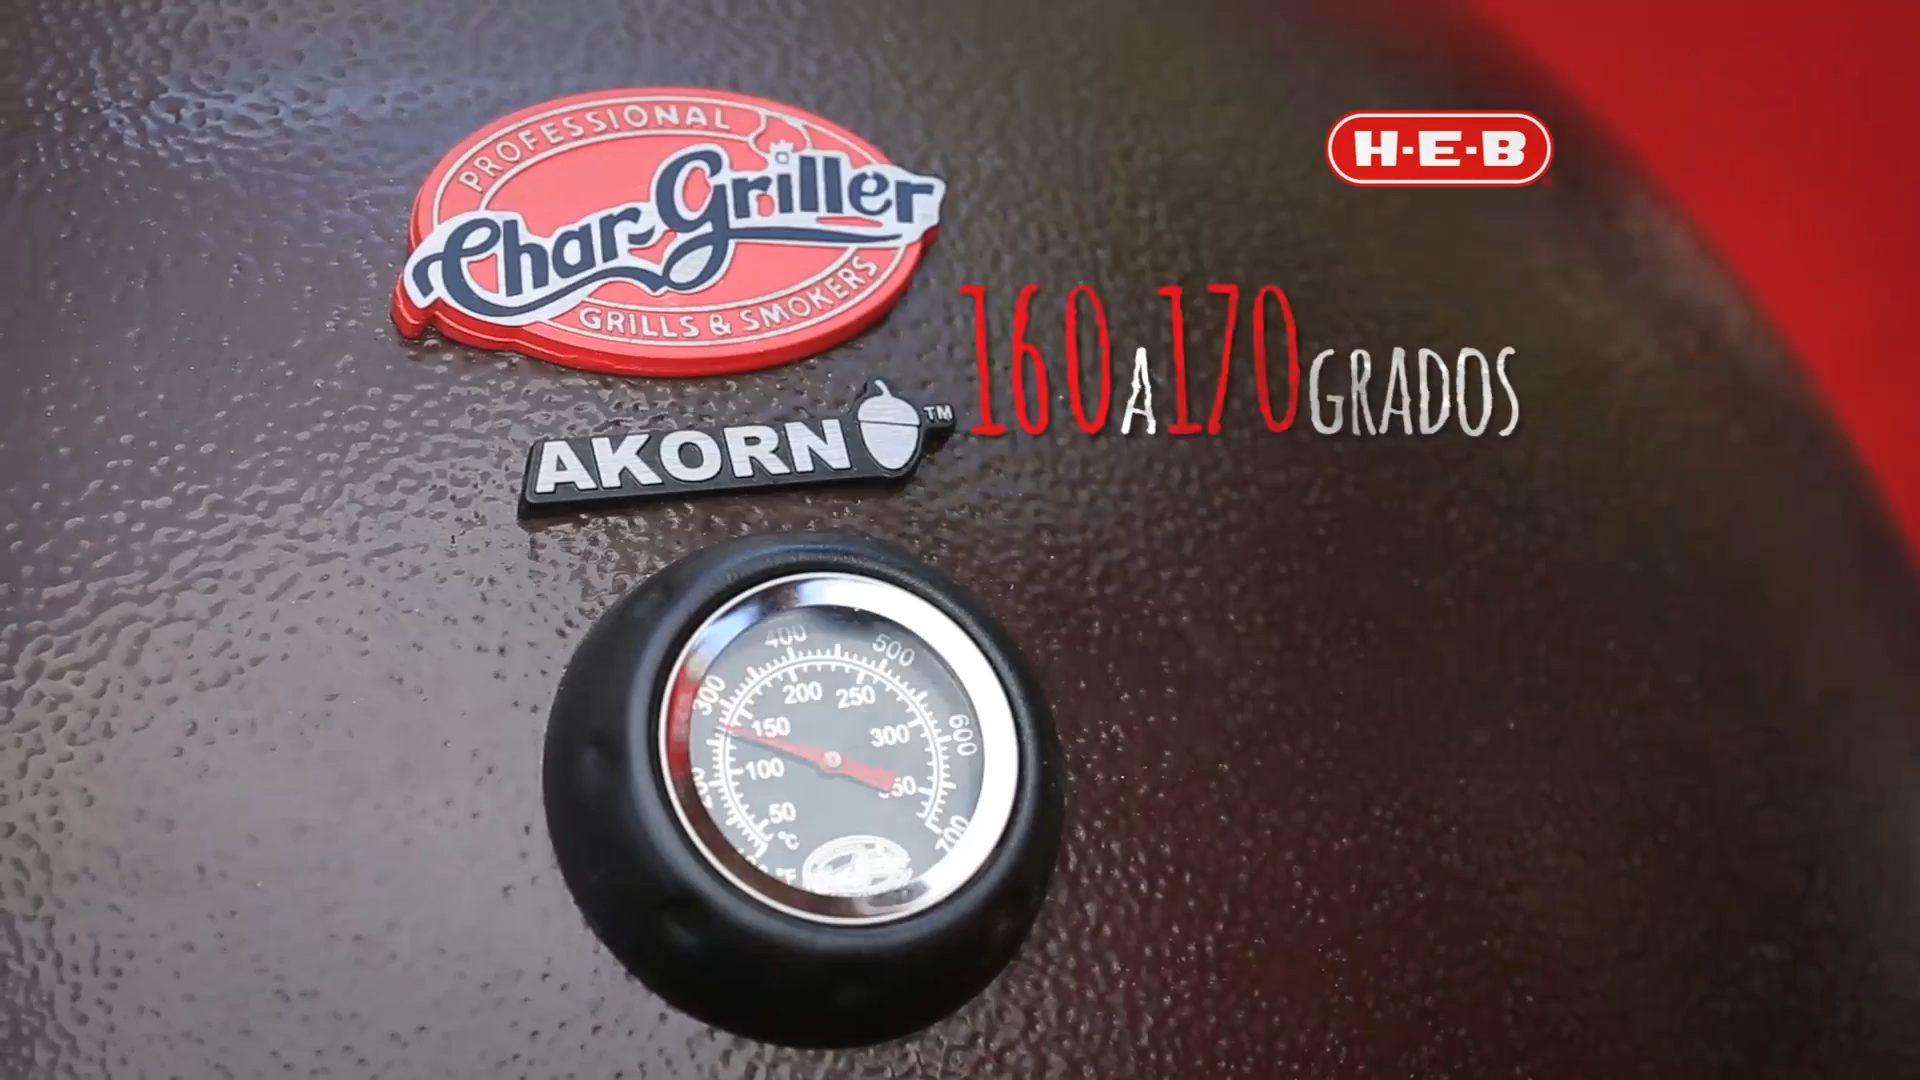 PROFESSIONAL
Char-Griller
GRILLS & SMOKERS
H-E-B
160 A 170 GRADOS
AKORN™
400
500
300
200
250
600
150
300
100
50
700
°C
°F